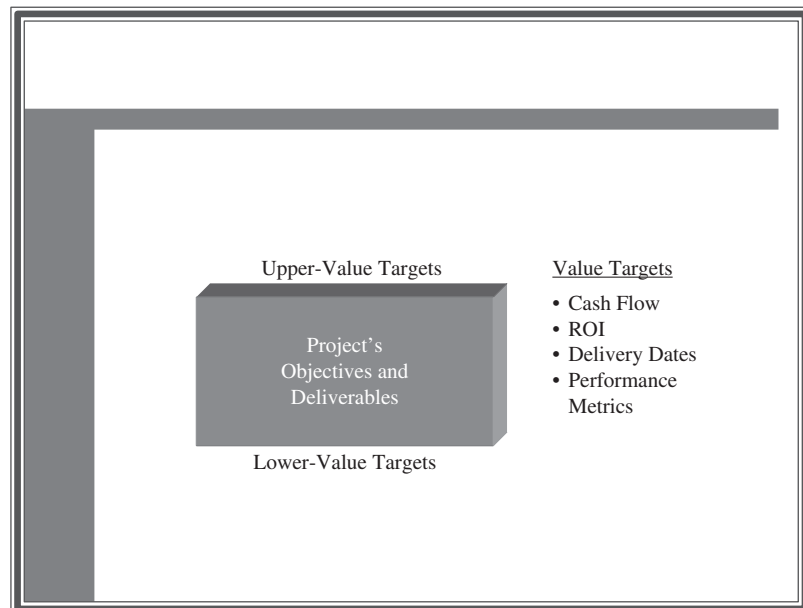 Upper-Value Targets
Project’s
Objectives and
Deliverables
Lower-Value Targets
Value Targets
• Cash Flow
• ROI
• Delivery Dates
• Performance
Metrics